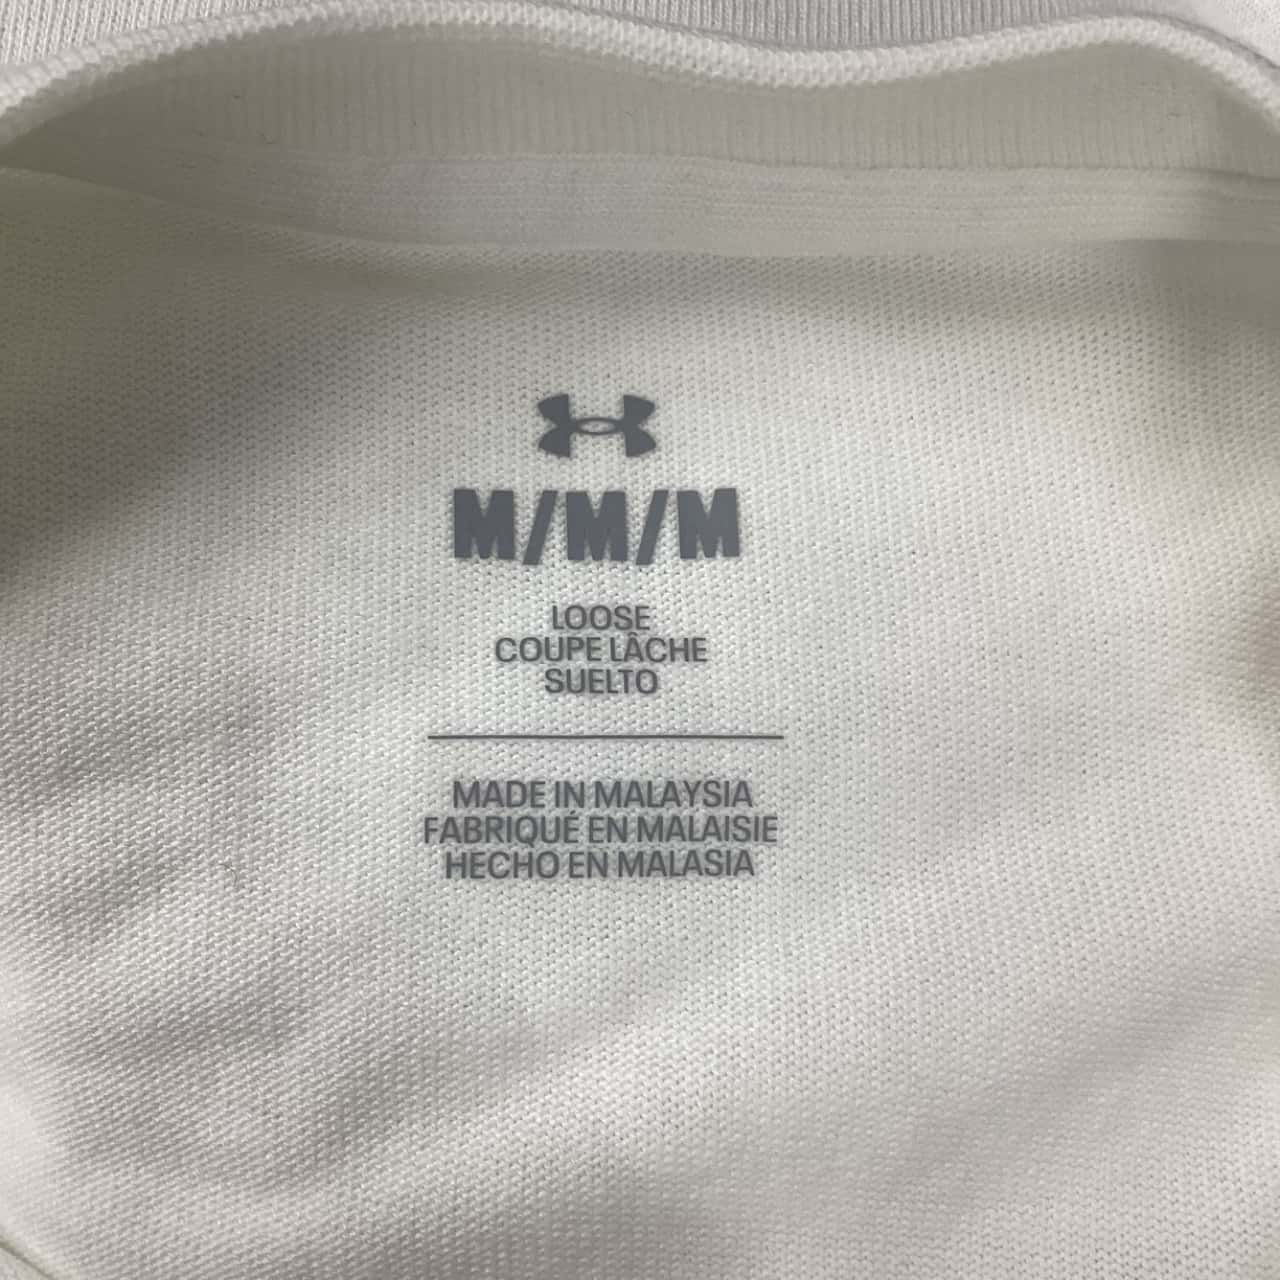 M/M/M
LOOSE
COUPE LÂCHE
SUELTO
MADE IN MALAYSIA
FABRIQUÉ EN MALAISIE
HECHO EN MALASIA